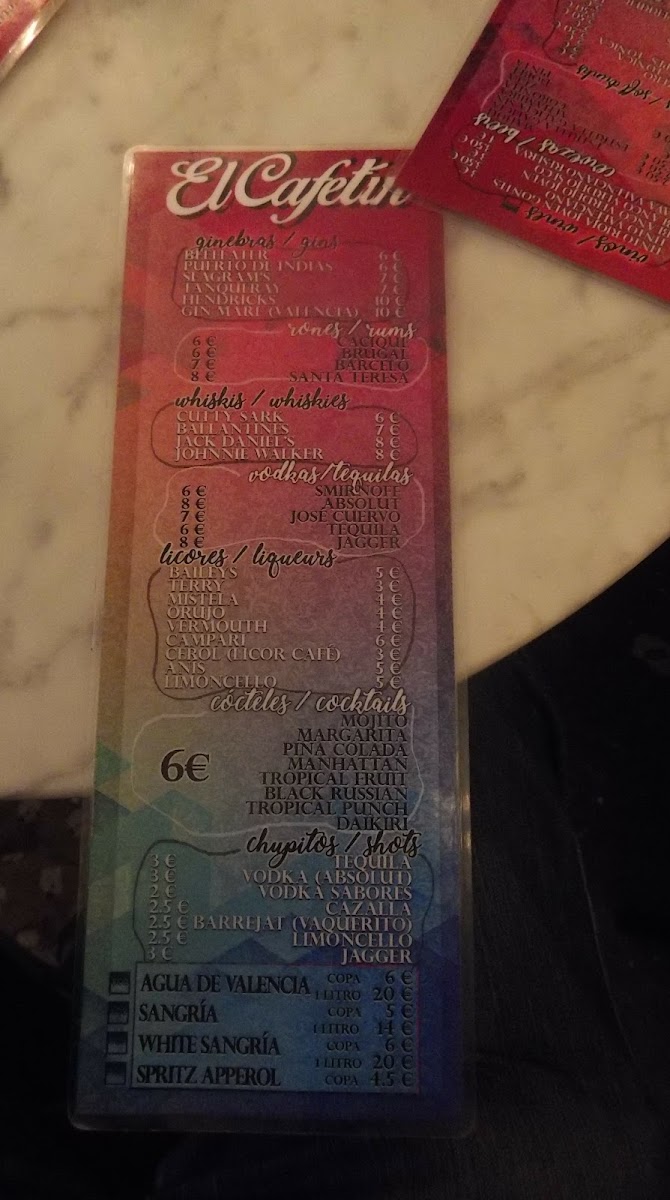 El Cafetín
ginebras / gins
BEEFEATER 6 €
PUERTO DE INDIAS 6 €
SEAGRAM'S 7 €
TANQUERAY 7 €
HENDRICKS 10 €
GIN MARE (VALENCIA) 10 €
rones / rums
6 € CACIQUE
6 € BRUGAL
7 € BARCELO
8 € SANTA TERESA
whiskis / whiskies
CUTTY SARK 6 €
BALLANTINES 7 €
JACK DANIEL'S 8 €
JOHNNIE WALKER 8 €
vodkas/tequilas
6 € SMIRNOFF
8 € ABSOLUT
7 € JOSE CUERVO
6 € TEQUILA
8 € JAGGER
licores / liqueurs
BAILEYS 5 €
TERRY 3 €
MISTELA 4 €
ORUJO 4 €
VERMOUTH 4 €
CAMPARI 6 €
CEROL (LICOR CAFÉ) 3 €
ANIS 5 €
LIMONCELLO 5 €
cócteles / cocktails
6€
MOJITO
MARGARITA
PIÑA COLADA
MANHATTAN
TROPICAL FRUIT
BLACK RUSSIAN
TROPICAL PUNCH
DAIKIRI
chupitos / shots
3 € TEQUILA
3 € VODKA (ABSOLUT)
2 € VODKA SABORES
2.5 € CAZALLA
2.5 € BARREJAT (VAQUERITO)
2.5 € LIMONCELLO
3 € JAGGER
AGUA DE VALENCIA COPA 6 €
1 LITRO 20 €
SANGRÍA COPA 5 €
1 LITRO 14 €
WHITE SANGRÍA COPA 6 €
1 LITRO 20 €
SPRITZ APPEROL COPA 4.5 €
vinos / wines
cervezas / beers
/ soft drinks